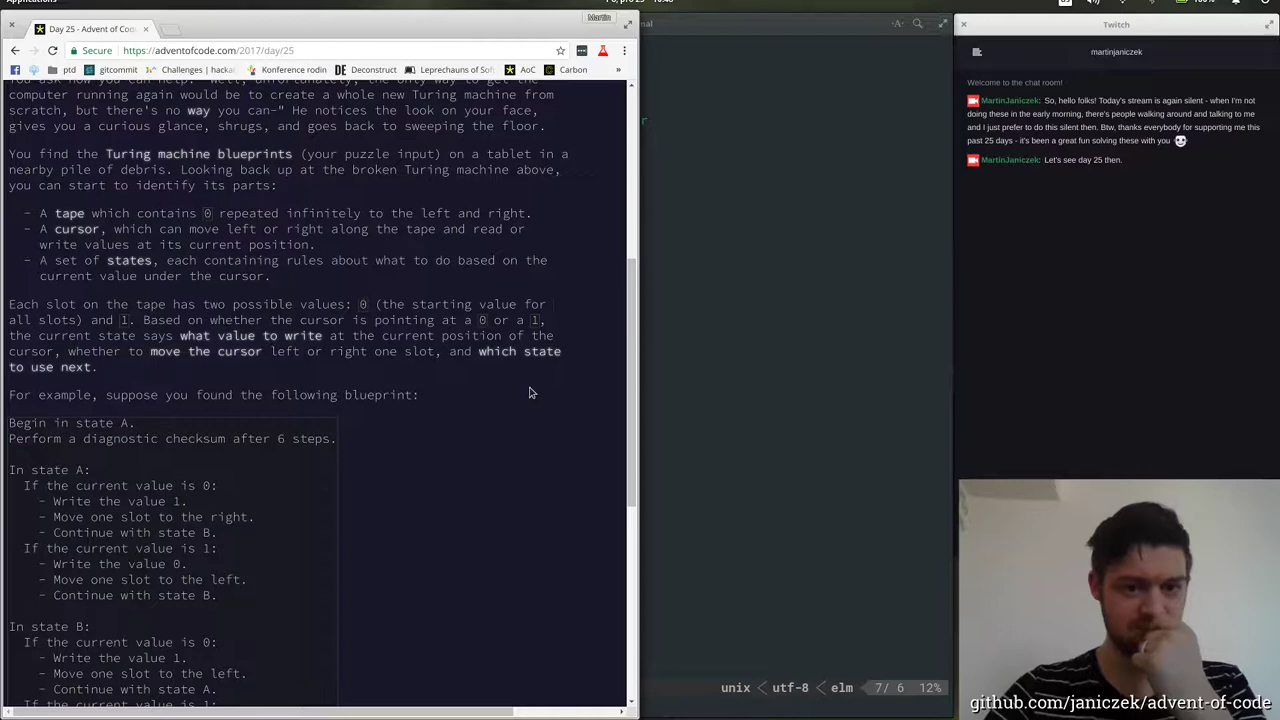 Applications
Martin
Day 25 - Advent of Cod
Secure
https://adventofcode.com/2017/day/25
ptd
gitcommit
Challenges | hackat
Konference rodin
DE Deconstruct
Leprechauns of Soft
AoC
Carbon
»
computer running again would be to create a whole new Turing machine from
scratch, but there's no way you can" He notices the look on your face,
gives you a curious glance, shrugs, and goes back to sweeping the floor.
You find the Turing machine blueprints (your puzzle input) on a tablet in a
nearby pile of debris. Looking back up at the broken Turing machine above,
you can start to identify its parts:
- A tape which contains 0 repeated infinitely to the left and right.
- A cursor, which can move left or right along the tape and read or
write values at its current position.
- A set of states, each containing rules about what to do based on the
current value under the cursor.
Each slot on the tape has two possible values: 0 (the starting value for
all slots) and 1. Based on whether the cursor is pointing at a 0 or a 1,
the current state says what value to write at the current position of the
cursor, whether to move the cursor left or right one slot, and which state
to use next.
For example, suppose you found the following blueprint:
Begin in state A.
Perform a diagnostic checksum after 6 steps.
In state A:
If the current value is 0:
- Write the value 1.
- Move one slot to the right.
- Continue with state B.
If the current value is 1:
- Write the value 0.
- Move one slot to the left.
- Continue with state B.
In state B:
If the current value is 0:
- Write the value 1.
- Move one slot to the left.
- Continue with state A.
If the current value is 1:
nal
-A-
r
unix < utf-8 < elm 7/ 6 12%
Twitch
martinjaniczek
Welcome to the chat room!
MartinJaniczek: So, hello folks! Today's stream is again silent - when I'm not
doing these in the early morning, there's people walking around and talking to me
and I just prefer to do this silent then. Btw, thanks everybody for supporting me this
past 25 days - it's been a great fun solving these with you
MartinJaniczek: Let's see day 25 then.
github.com/janiczek/advent-of-code